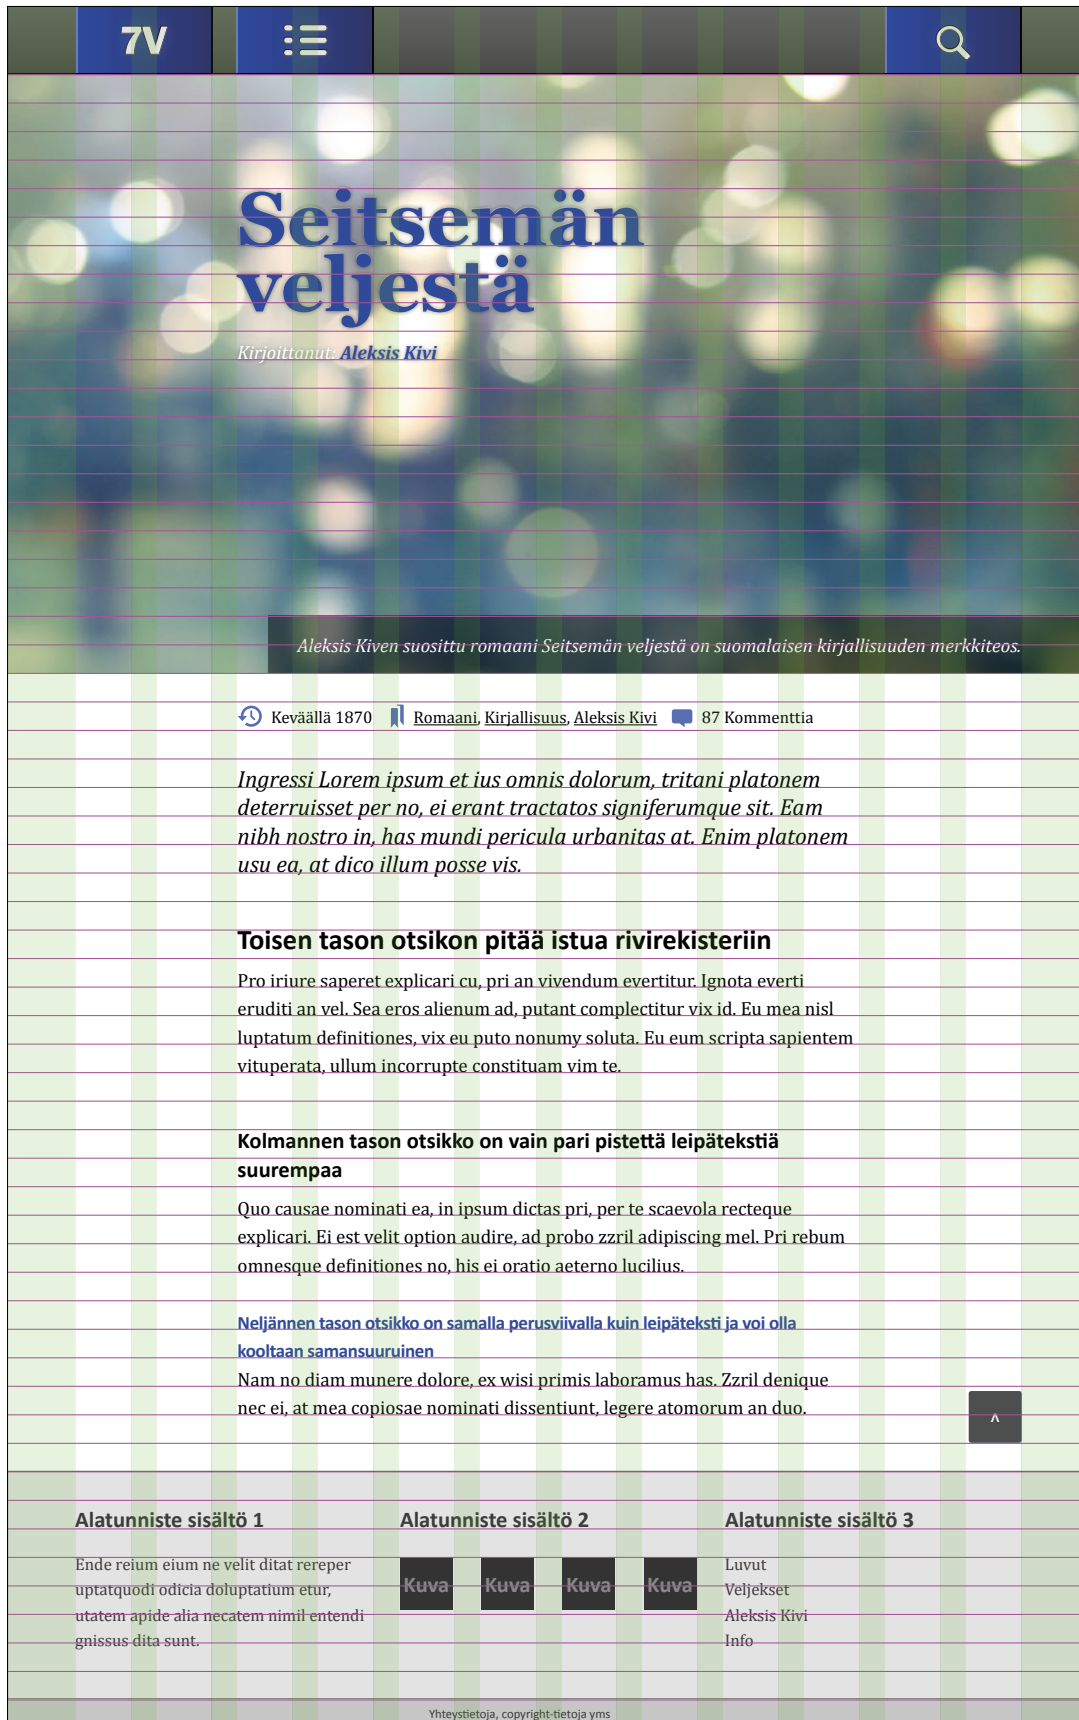 7V
Seitsemän
veljestä
Kirjoittanut: Aleksis Kivi
Aleksis Kiven suosittu romaani Seitsemän veljestä on suomalaisen kirjallisuuden merkkiteos.
Keväällä 1870 Romaani, Kirjallisuus, Aleksis Kivi 87 Kommenttia
Ingressi Lorem ipsum et ius omnis dolorum, tritani platonem
deterruisset per no, ei erant tractatos signiferumque sit. Eam
nibh nostro in, has mundi pericula urbanitas at. Enim platonem
usu ea, at dico illum posse vis.
Toisen tason otsikon pitää istua rivirekisteriin
Pro iriure saperet explicari cu, pri an vivendum evertitur. Ignota everti
eruditi an vel. Sea eros alienum ad, putant complectitur vix id. Eu mea nisl
luptatum definitiones, vix eu puto nonumy soluta. Eu eum scripta sapientem
vituperata, ullum incorrupte constituam vim te.
Kolmannen tason otsikko on vain pari pistettä leipätekstiä
suurempaa
Quo causae nominati ea, in ipsum dictas pri, per te scaevola recteque
explicari. Ei est velit option audire, ad probo zzril adipiscing mel. Pri rebum
omnesque definitiones no, his ei oratio aeterno lucilius.
Neljännen tason otsikko on samalla perusviivalla kuin leipäteksti ja voi olla
kooltaan samansuuruinen
Nam no diam munere dolore, ex wisi primis laboramus has. Zzril denique
nec ei, at mea copiosae nominati dissentiunt, legere atomorum an duo.
^
Alatunniste sisältö 1
Ende reium eium ne velit ditat rereper
uptatquodi odicia doluptatium etur,
utatem apide alia necatem nimil entendi
gnissus dita sunt.
Alatunniste sisältö 2
Kuva Kuva Kuva Kuva
Alatunniste sisältö 3
Luvut
Veljekset
Aleksis Kivi
Info
Yhteystietoja, copyright-tietoja yms